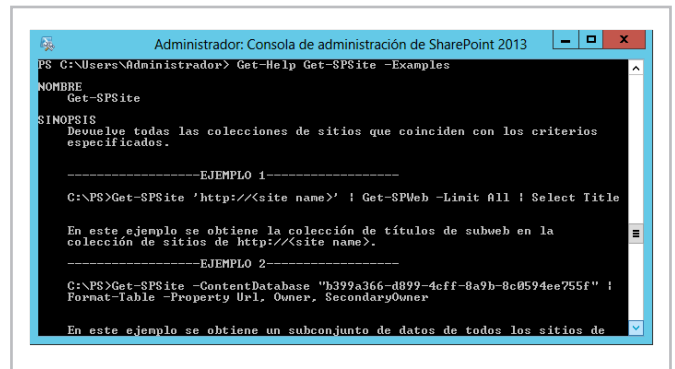 Administrador: Consola de administración de SharePoint 2013
PS C:\Users\Administrador> Get-Help Get-SPSite -Examples
NOMBRE
Get-SPSite
SINOPSIS
Devuelve todas las colecciones de sitios que coinciden con los criterios
especificados.
------------------EJEMPLO 1------------------
C:\PS>Get-SPSite 'http://<site name>' | Get-SPWeb -Limit All | Select Title
En este ejemplo se obtiene la colección de títulos de subweb en la
colección de sitios de http://<site name>.
------------------EJEMPLO 2------------------
C:\PS>Get-SPSite -ContentDatabase "b399a366-d899-4cff-8a9b-8c0594ee755f" |
Format-Table -Property Url, Owner, SecondaryOwner
En este ejemplo se obtiene un subconjunto de datos de todos los sitios de